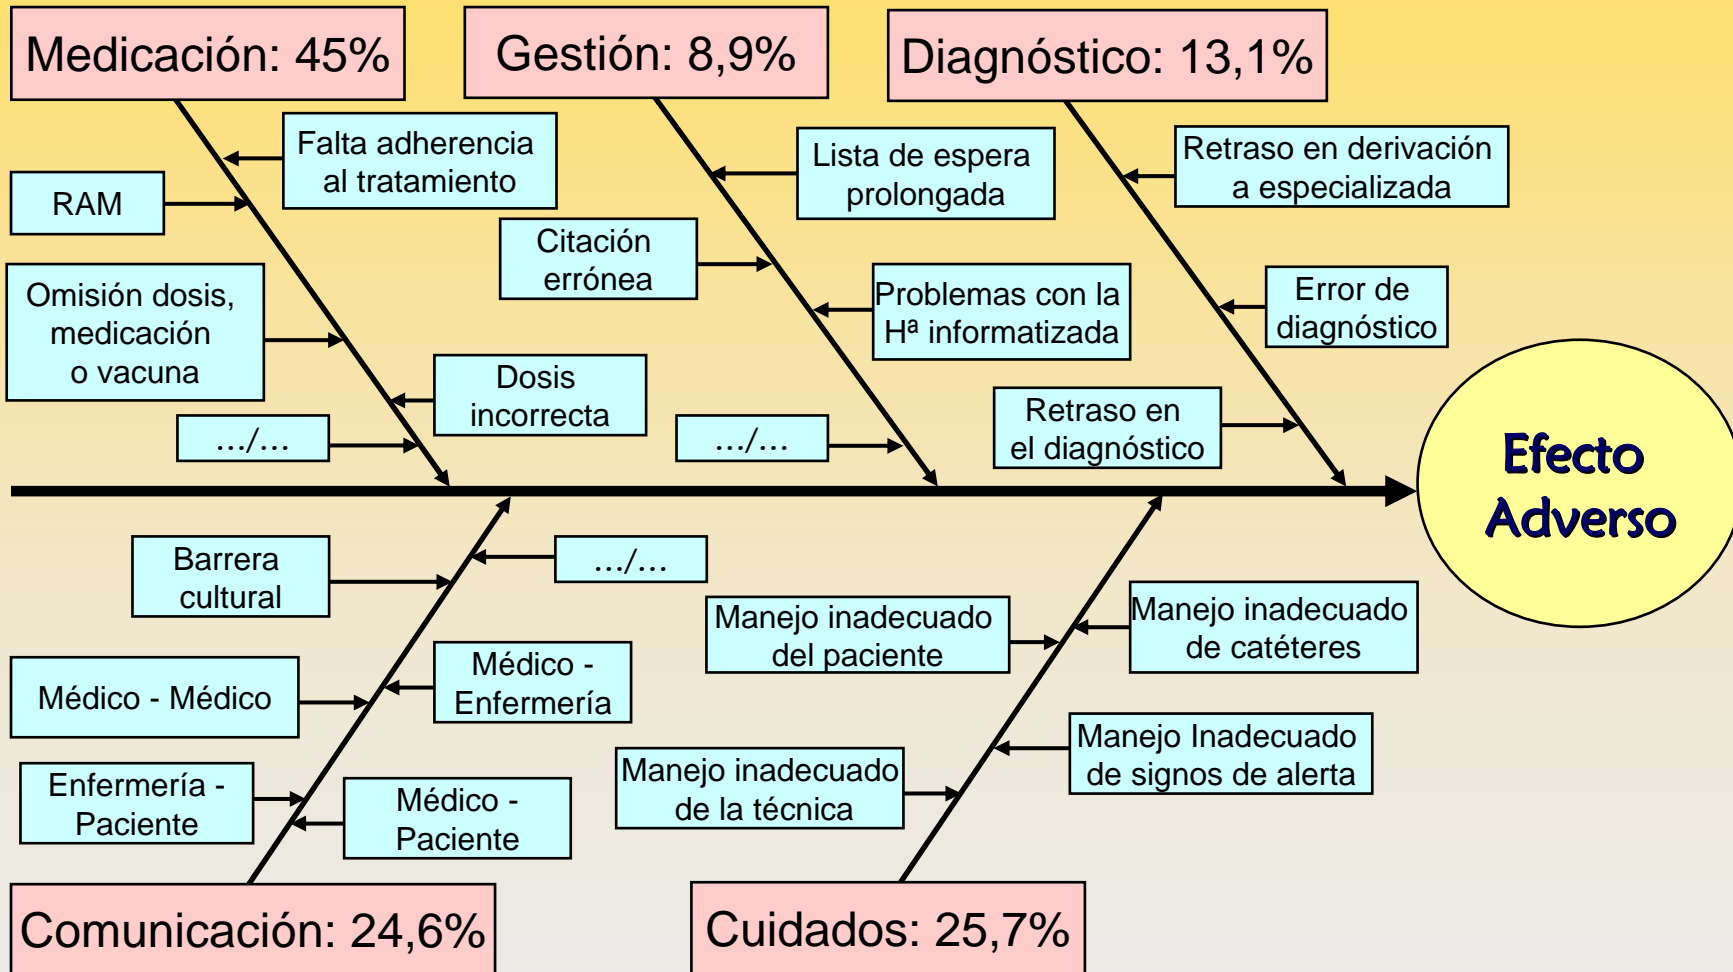 Medicación: 45%
Gestión: 8,9%
Diagnóstico: 13,1%
Falta adherencia
al tratamiento
RAM
Omisión dosis,
medicación
o vacuna
Dosis
incorrecta
.../...
Lista de espera
prolongada
Citación
errónea
Problemas con la
Hª informatizada
.../...
Retraso en derivación
a especializada
Error de
diagnóstico
Retraso en
el diagnóstico
Efecto
Adverso
Barrera
cultural
.../...
Médico - Médico
Médico -
Enfermería
Enfermería -
Paciente
Médico -
Paciente
Manejo inadecuado
del paciente
Manejo inadecuado
de catéteres
Manejo inadecuado
de la técnica
Manejo Inadecuado
de signos de alerta
Comunicación: 24,6%
Cuidados: 25,7%